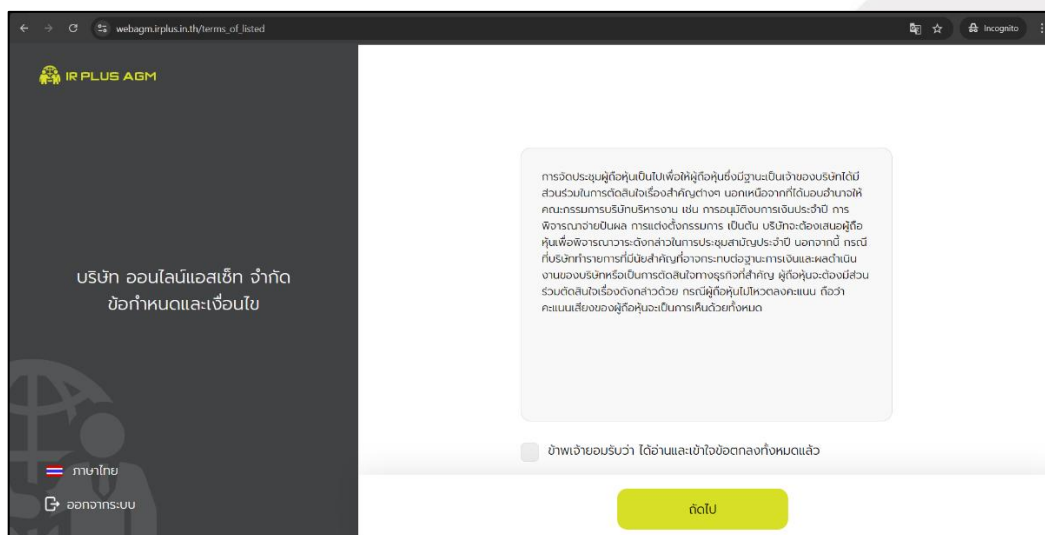 webagm.irplus.in.th/terms_of_listed
Incognito
IR PLUS AGM
บริษัท ออนไลน์แอสเซ็ท จำกัด
ข้อกำหนดและเงื่อนไข
ภาษาไทย
ออกจากระบบ
การจัดประชุมผู้ถือหุ้นเป็นไปเพื่อให้ผู้ถือหุ้นซึ่งมีฐานะเป็นเจ้าของบริษัทได้มี
ส่วนร่วมในการตัดสินใจเรื่องสำคัญต่างๆ นอกเหนือจากที่ได้มอบอำนาจให้
คณะกรรมการบริษัทบริหารงาน เช่น การอนุมัติงบการเงินประจำปี การ
พิจารณาจ่ายปันผล การแต่งตั้งกรรมการ เป็นต้น บริษัทจะต้องเสนอผู้ถือ
หุ้นเพื่อพิจารณาวาระดังกล่าวในการประชุมสามัญประจำปี นอกจากนี้ กรณี
ที่บริษัททำรายการที่มีนัยสำคัญที่อาจกระทบต่อฐานะการเงินและผลดำเนิน
งานของบริษัทหรือเป็นการตัดสินใจทางธุรกิจที่สำคัญ ผู้ถือหุ้นจะต้องมีส่วน
ร่วมตัดสินใจเรื่องดังกล่าวด้วย กรณีผู้ถือหุ้นไม่โหวตลงคะแนน ถือว่า
คะแนนเสียงของผู้ถือหุ้นจะเป็นการเห็นด้วยทั้งหมด
ข้าพเจ้ายอมรับว่า ได้อ่านและเข้าใจข้อตกลงทั้งหมดแล้ว
ถัดไป